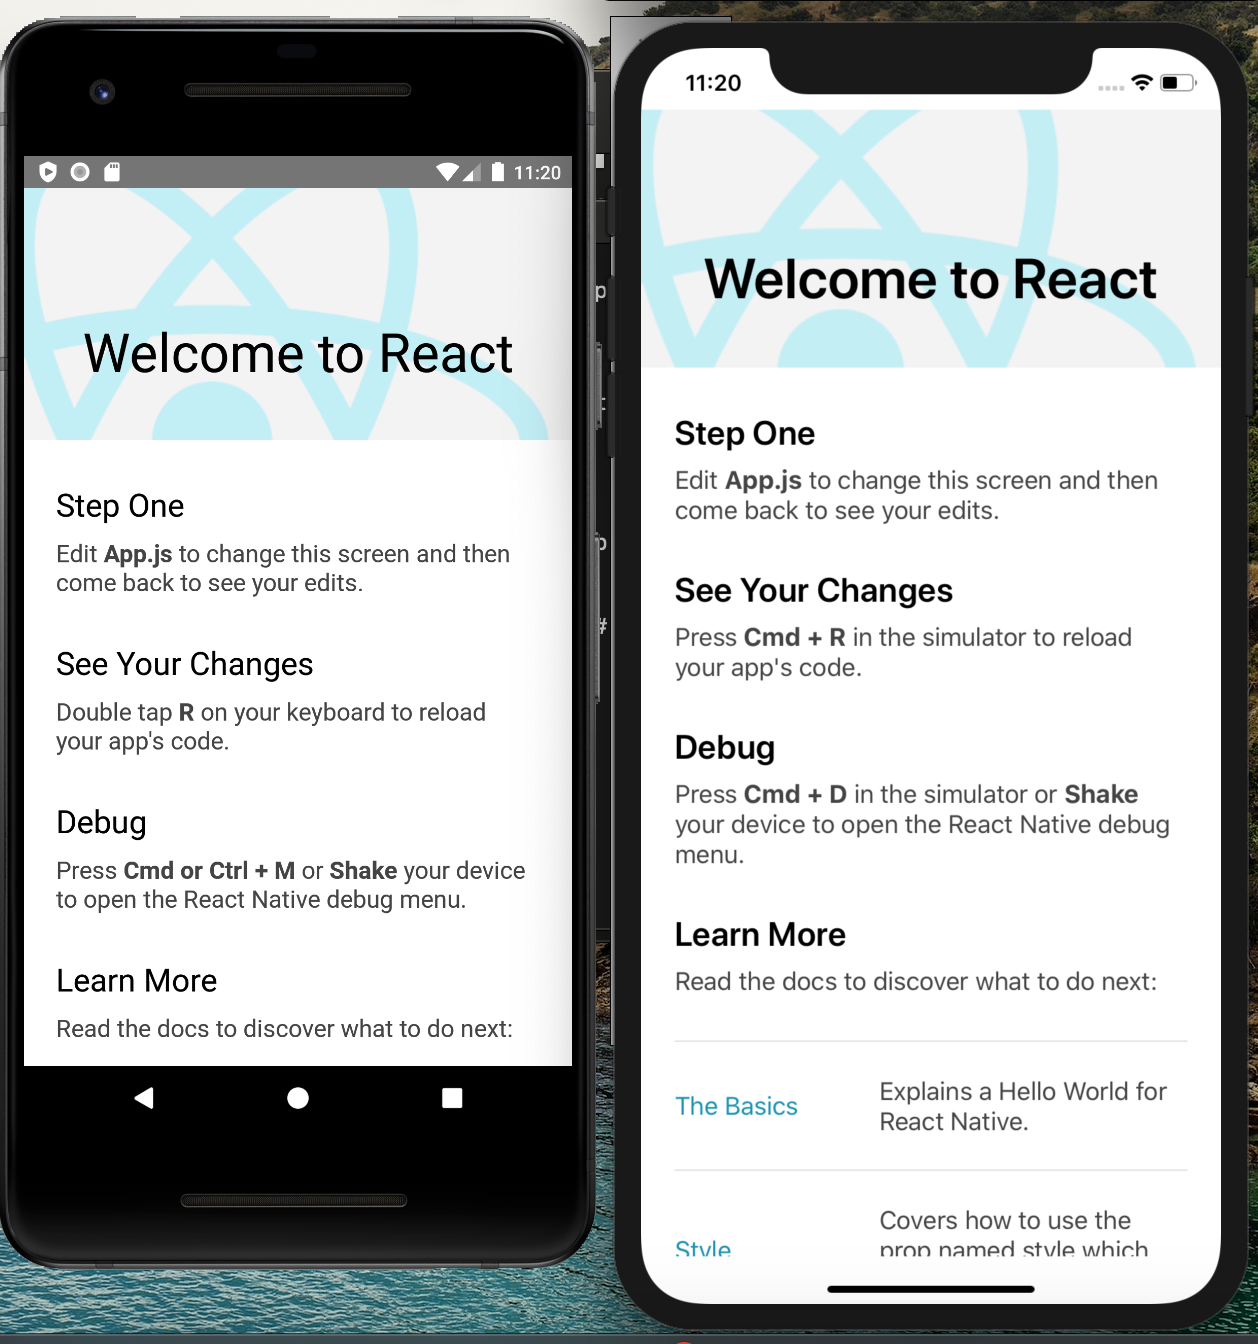 11:20
Welcome to React
Step One
Edit App.js to change this screen and then
come back to see your edits.
See Your Changes
Double tap R on your keyboard to reload
your app's code.
Debug
Press Cmd or Ctrl + M or Shake your device
to open the React Native debug menu.
Learn More
Read the docs to discover what to do next:
11:20
Welcome to React
Step One
Edit App.js to change this screen and then
come back to see your edits.
See Your Changes
Press Cmd + R in the simulator to reload
your app's code.
Debug
Press Cmd + D in the simulator or Shake
your device to open the React Native debug
menu.
Learn More
Read the docs to discover what to do next:
The Basics
Explains a Hello World for
React Native.
Style
Covers how to use the
prop named style which